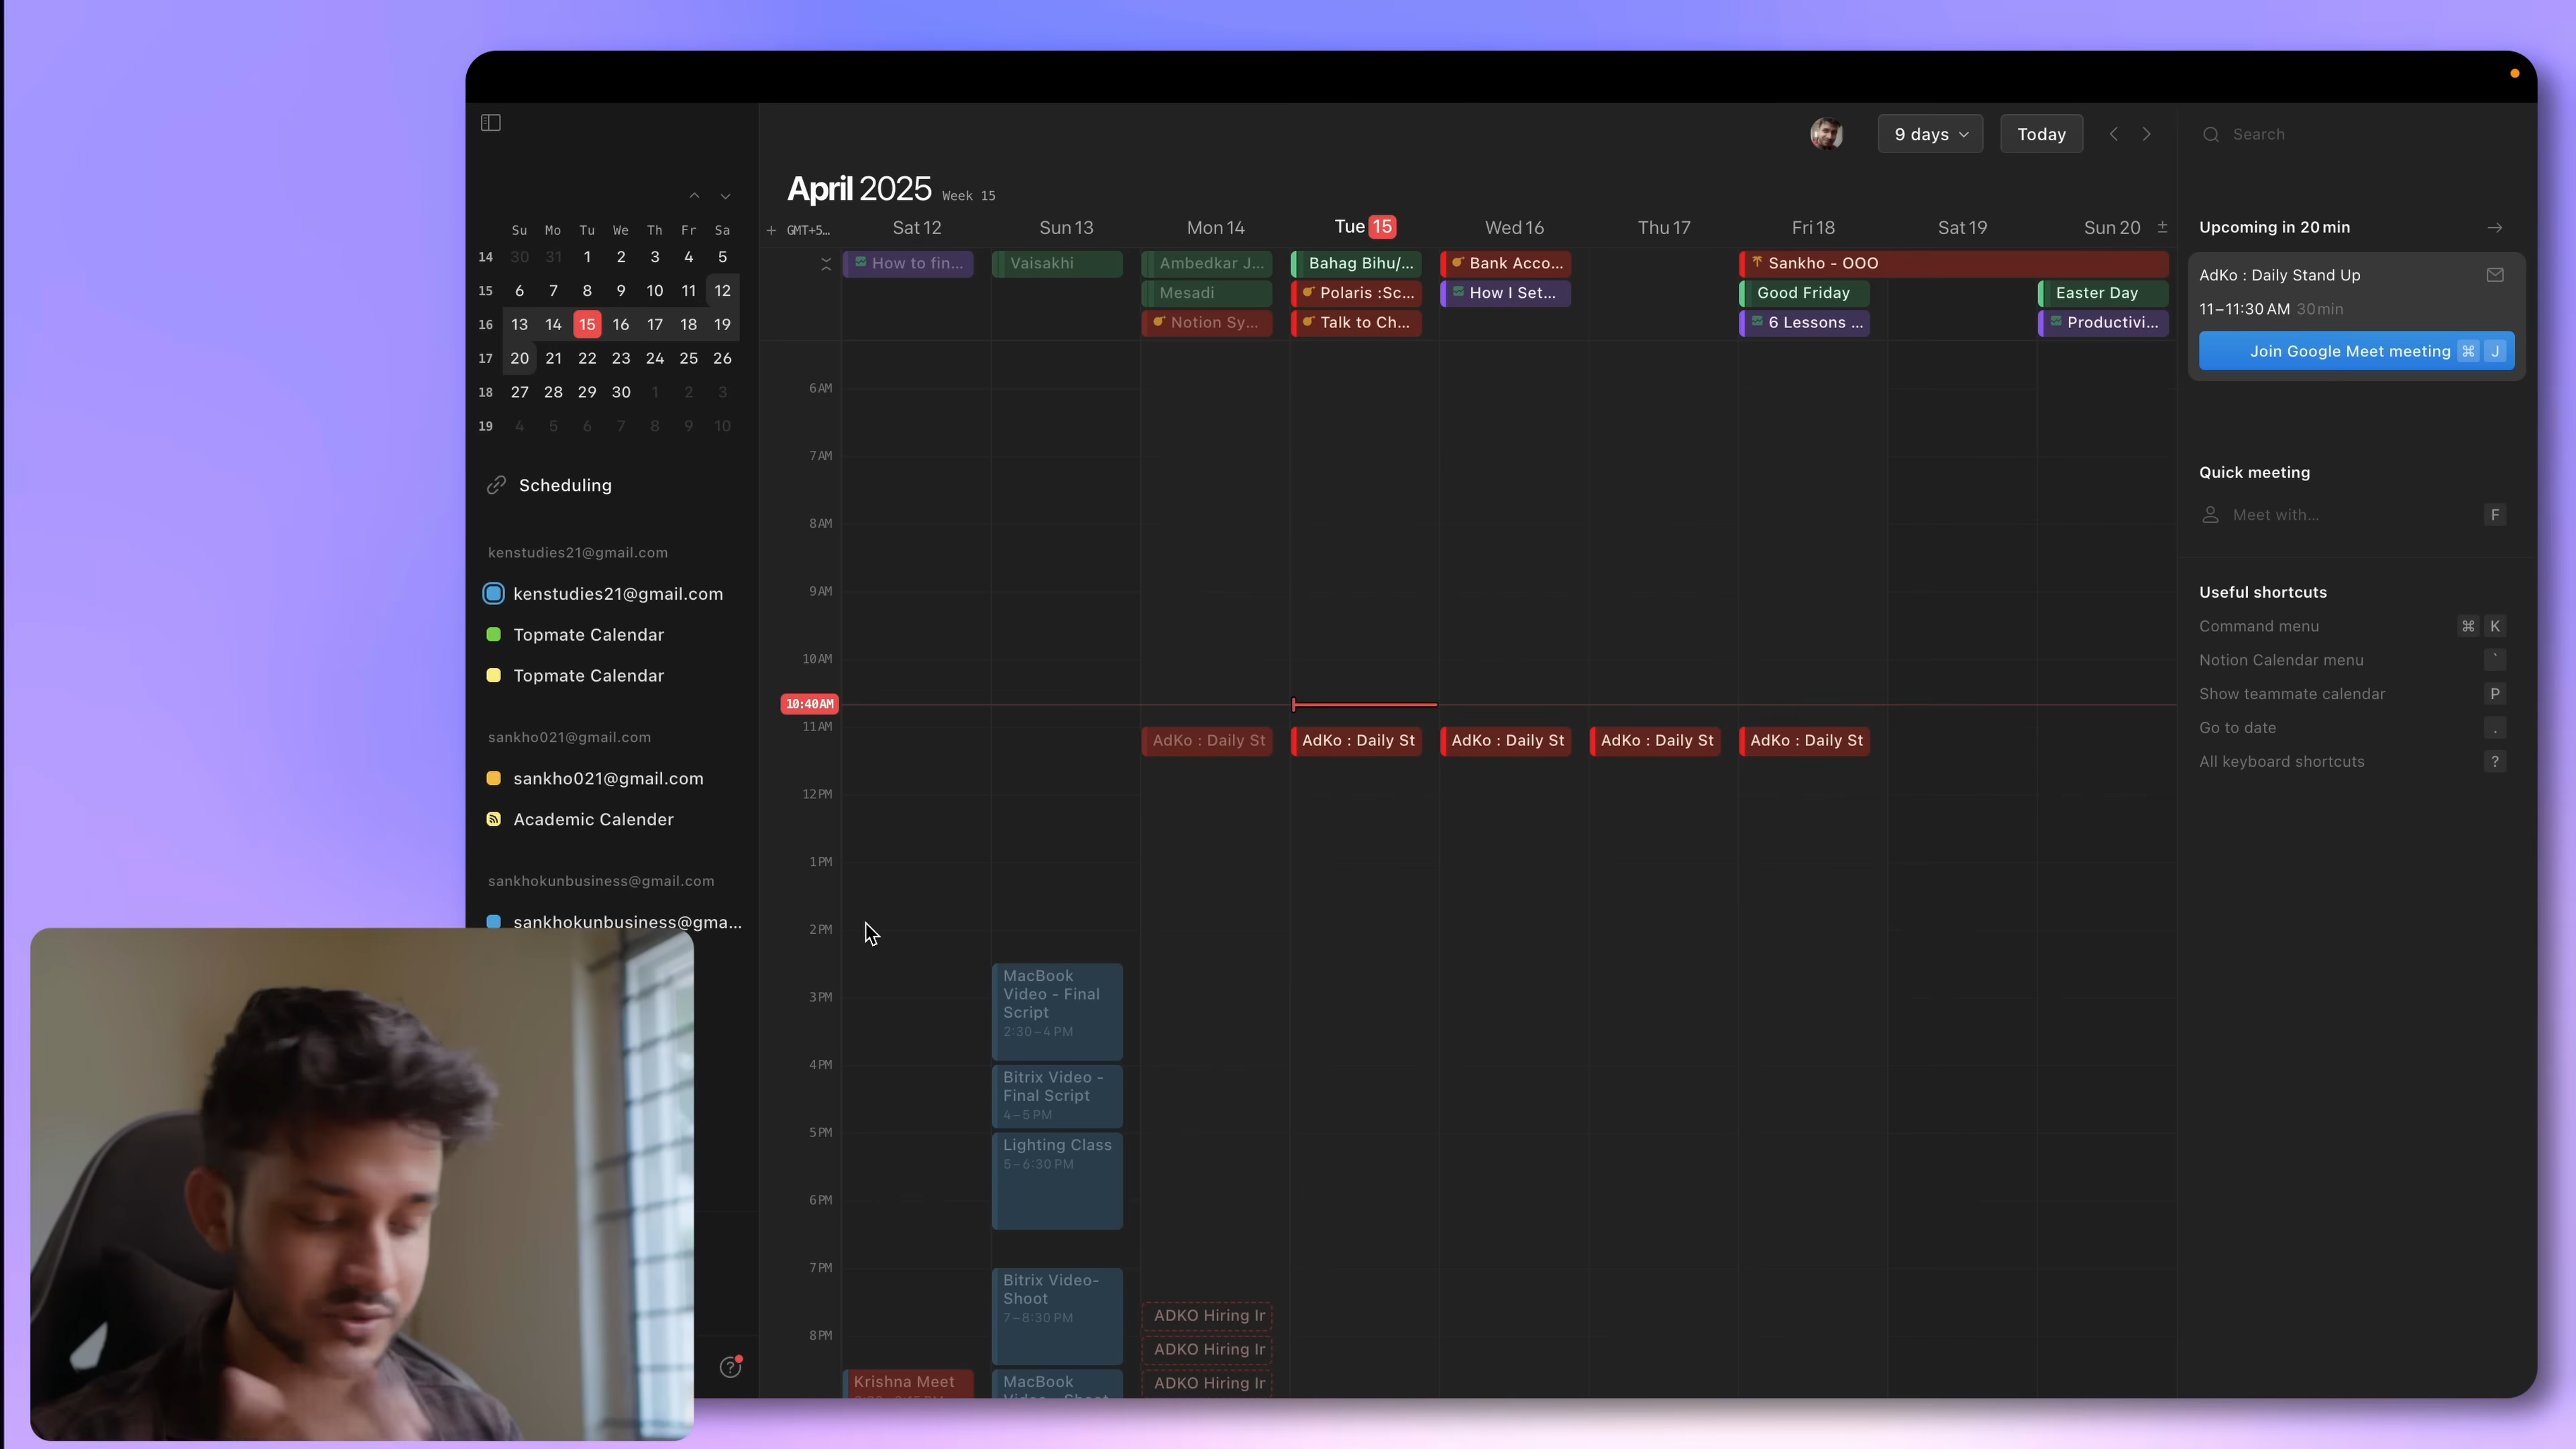 9 days
Today
Search
April 2025 Week 15
Su Mo Tu We Th Fr Sa
14 30 31 1 2 3 4 5
15 6 7 8 9 10 11 12
16 13 14 15 16 17 18 19
17 20 21 22 23 24 25 26
18 27 28 29 30 1 2 3
19 4 5 6 7 8 9 10
Scheduling
kenstudies21@gmail.com
kenstudies21@gmail.com
Topmate Calendar
Topmate Calendar
sankho021@gmail.com
sankho021@gmail.com
Academic Calender
sankhokunbusiness@gmail.com
sankhokunbusiness@gma...
+ GMT+5... Sat 12 Sun 13 Mon 14 Tue 15 Wed 16 Thu 17 Fri 18 Sat 19 Sun 20
How to fin... Vaisakhi Ambedkar J... Bahag Bihu/... Bank Acco... Sankho - OOO
Mesadi Polaris :Sc... How I Set... Good Friday Easter Day
Notion Sy... Talk to Ch... 6 Lessons ... Productivi...
6 AM
7 AM
8 AM
9 AM
10 AM
10:40 AM
11 AM
AdKo : Daily St AdKo : Daily St AdKo : Daily St AdKo : Daily St AdKo : Daily St
12 PM
1 PM
2 PM
3 PM
4 PM
5 PM
6 PM
7 PM
8 PM
Krishna Meet
MacBook
Video - Final
Script
2:30–4 PM
Bitrix Video -
Final Script
4–5 PM
Lighting Class
5–6:30 PM
Bitrix Video-
Shoot
7–8:30 PM
MacBook
ADKO Hiring Ir
ADKO Hiring Ir
ADKO Hiring Ir
Upcoming in 20 min
AdKo : Daily Stand Up
11–11:30 AM 30min
Join Google Meet meeting ⌘ J
Quick meeting
Meet with... F
Useful shortcuts
Command menu ⌘ K
Notion Calendar menu `
Show teammate calendar P
Go to date .
All keyboard shortcuts ?